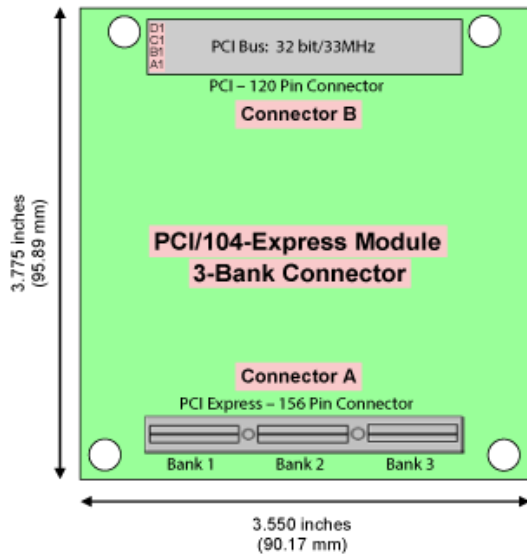 D1
C1
B1
A1
PCI Bus: 32 bit/33MHz
PCI – 120 Pin Connector
Connector B
3.775 inches
(95.89 mm)
PCI/104-Express Module
3-Bank Connector
Connector A
PCI Express – 156 Pin Connector
Bank 1
Bank 2
Bank 3
3.550 inches
(90.17 mm)